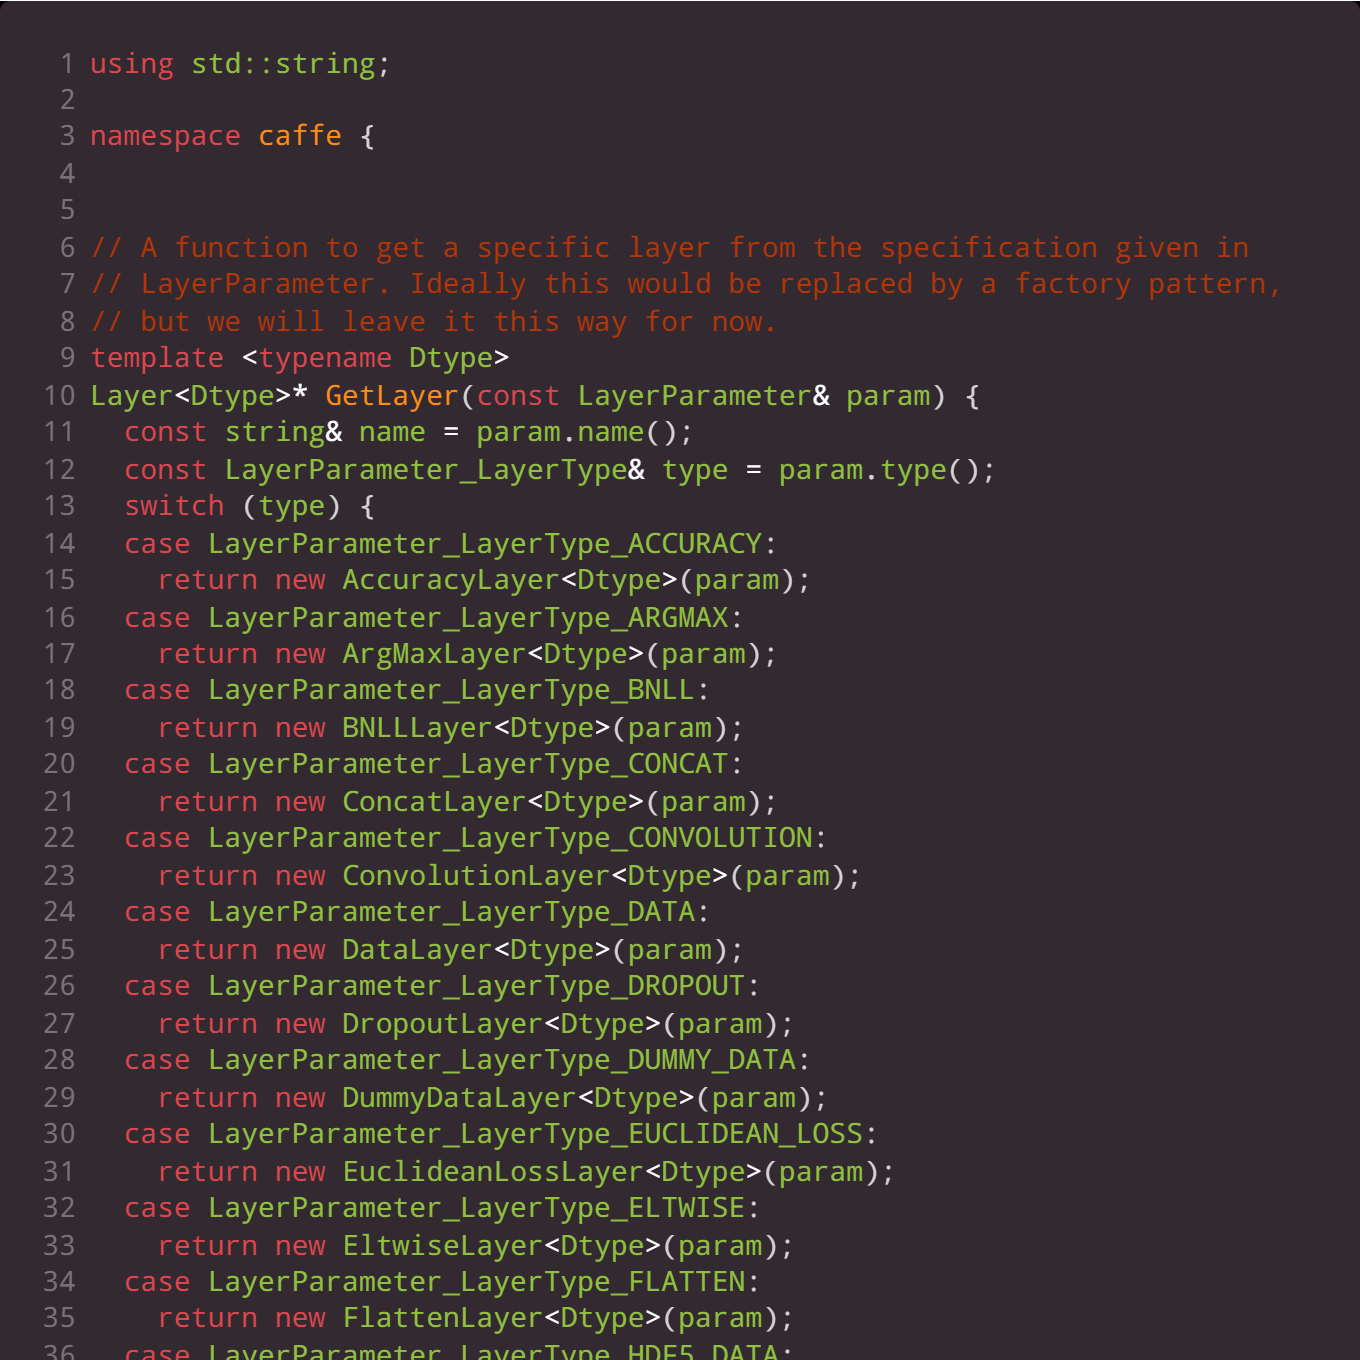 1 using std::string;
2
3 namespace caffe {
4
5
6 // A function to get a specific layer from the specification given in
7 // LayerParameter. Ideally this would be replaced by a factory pattern,
8 // but we will leave it this way for now.
9 template <typename Dtype>
10 Layer<Dtype>* GetLayer(const LayerParameter& param) {
11   const string& name = param.name();
12   const LayerParameter_LayerType& type = param.type();
13   switch (type) {
14   case LayerParameter_LayerType_ACCURACY:
15     return new AccuracyLayer<Dtype>(param);
16   case LayerParameter_LayerType_ARGMAX:
17     return new ArgMaxLayer<Dtype>(param);
18   case LayerParameter_LayerType_BNLL:
19     return new BNLLLayer<Dtype>(param);
20   case LayerParameter_LayerType_CONCAT:
21     return new ConcatLayer<Dtype>(param);
22   case LayerParameter_LayerType_CONVOLUTION:
23     return new ConvolutionLayer<Dtype>(param);
24   case LayerParameter_LayerType_DATA:
25     return new DataLayer<Dtype>(param);
26   case LayerParameter_LayerType_DROPOUT:
27     return new DropoutLayer<Dtype>(param);
28   case LayerParameter_LayerType_DUMMY_DATA:
29     return new DummyDataLayer<Dtype>(param);
30   case LayerParameter_LayerType_EUCLIDEAN_LOSS:
31     return new EuclideanLossLayer<Dtype>(param);
32   case LayerParameter_LayerType_ELTWISE:
33     return new EltwiseLayer<Dtype>(param);
34   case LayerParameter_LayerType_FLATTEN:
35     return new FlattenLayer<Dtype>(param);
36   case LayerParameter_LayerType_HDF5_DATA: